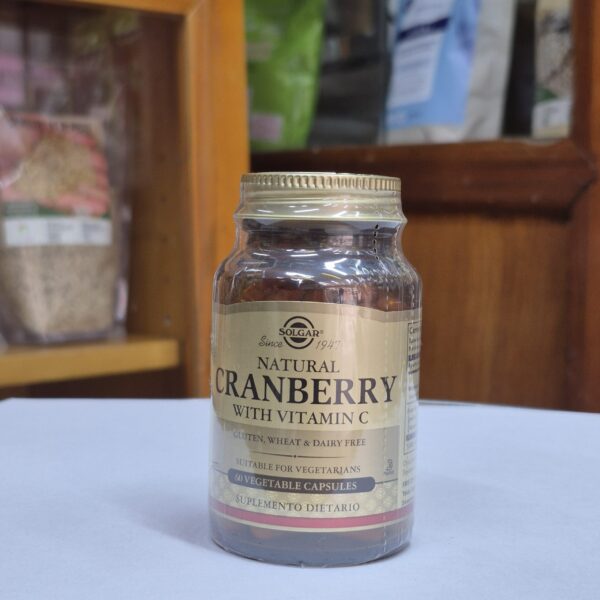 SOLGAR®
Since 1947
NATURAL
CRANBERRY
WITH VITAMIN C
GLUTEN, WHEAT & DAIRY FREE
SUITABLE FOR VEGETARIANS
60 VEGETABLE CAPSULES
SUPLEMENTO DIETARIO